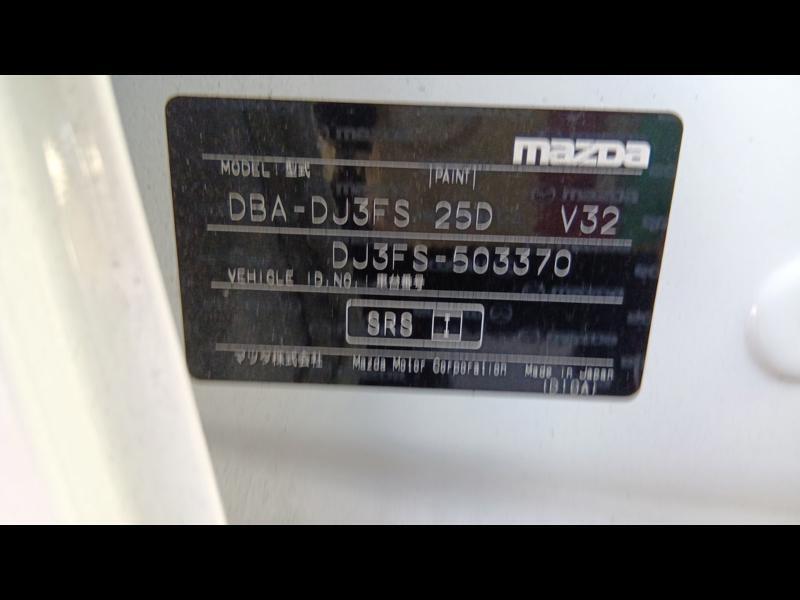 mazda
MODEL 型式 PAINT
DBA-DJ3FS 25D V32
DJ3FS-503370
VEHICLE ID.NO. 車台番号
SRS I
マツダ株式会社 Mazda Motor Corporation Made in Japan